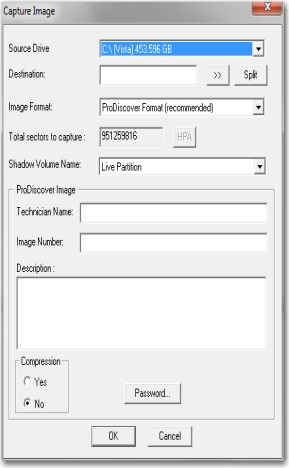 Capture Image
X
Source Drive C:\ [Vista] 453.596 GB
Destination: >> Split
Image Format: ProDiscover Format (recommended)
Total sectors to capture : 951259816 HPA
Shadow Volume Name: Live Partition
ProDiscover Image
Technician Name:
Image Number:
Description :
Compression
Yes
No
Password...
OK Cancel